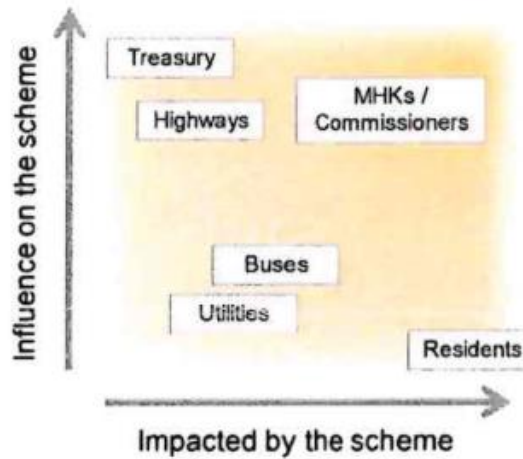 Influence on the scheme
Treasury
Highways
MHKs /
Commissioners
Buses
Utilities
Residents
Impacted by the scheme